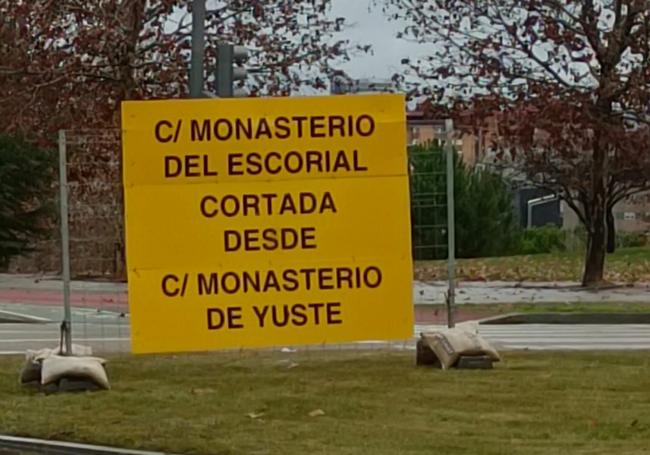 C/ MONASTERIO
DEL ESCORIAL
CORTADA
DESDE
C/ MONASTERIO
DE YUSTE